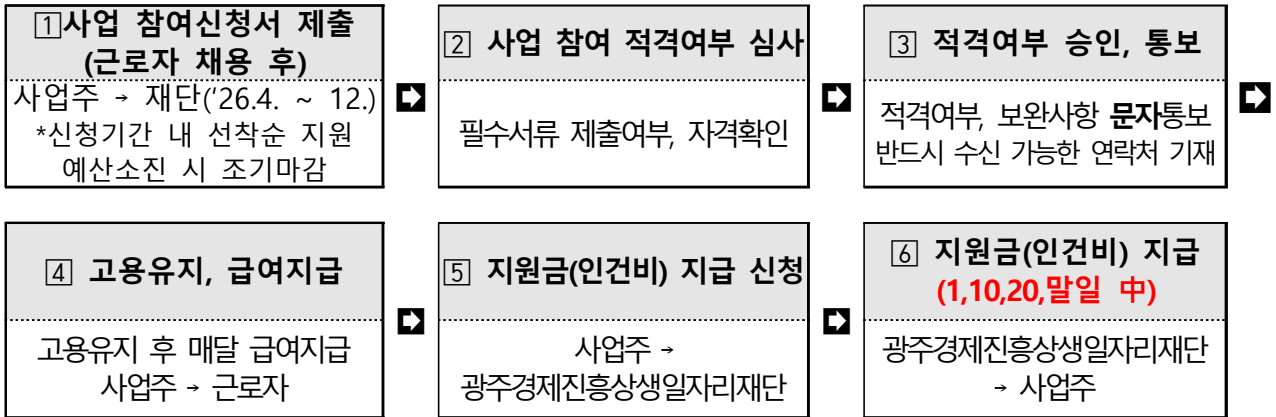 1 사업 참여신청서 제출
(근로자 채용 후)
사업주 → 재단('26.4. ~ 12.)
*신청기간 내 선착순 지원
예산소진 시 조기마감
2 사업 참여 적격여부 심사
필수서류 제출여부, 자격확인
3 적격여부 승인, 통보
적격여부, 보완사항 문자통보
반드시 수신 가능한 연락처 기재
4 고용유지, 급여지급
고용유지 후 매달 급여지급
사업주 → 근로자
5 지원금(인건비) 지급 신청
사업주 →
광주경제진흥상생일자리재단
6 지원금(인건비) 지급
(1,10,20,말일 中)
광주경제진흥상생일자리재단
→ 사업주